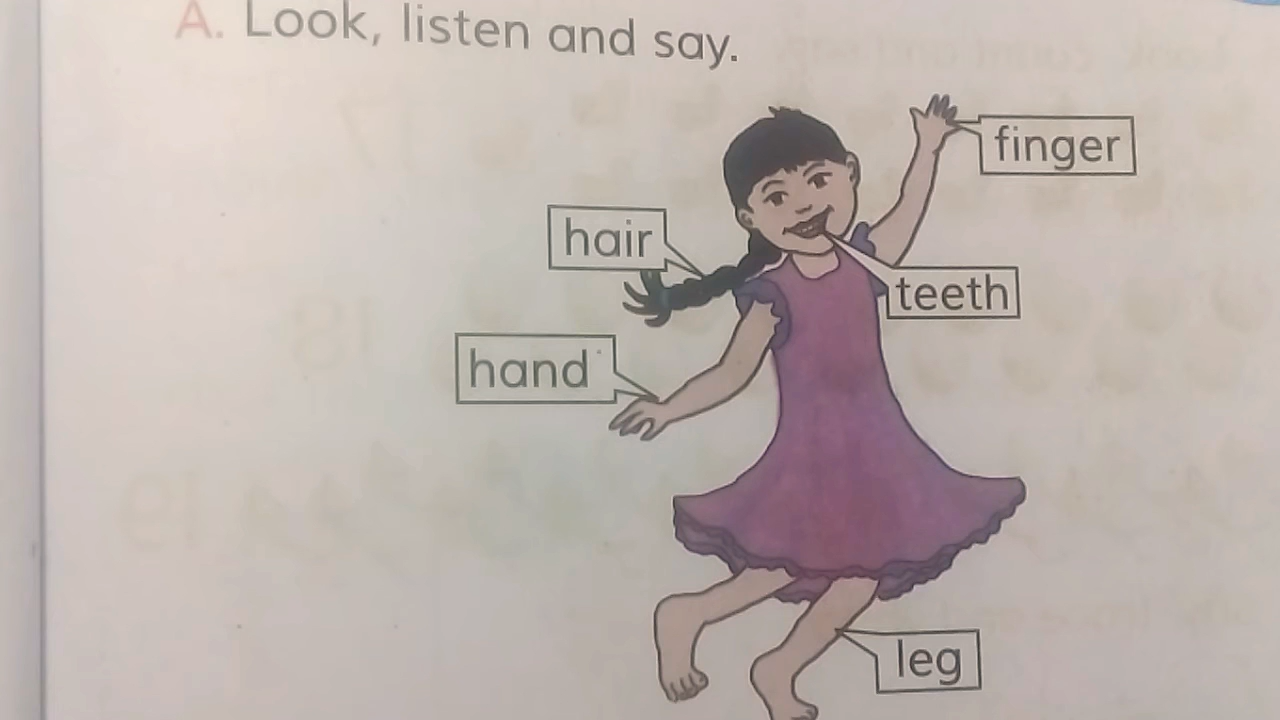 A. Look, listen and say.
finger
hair
teeth
hand
leg